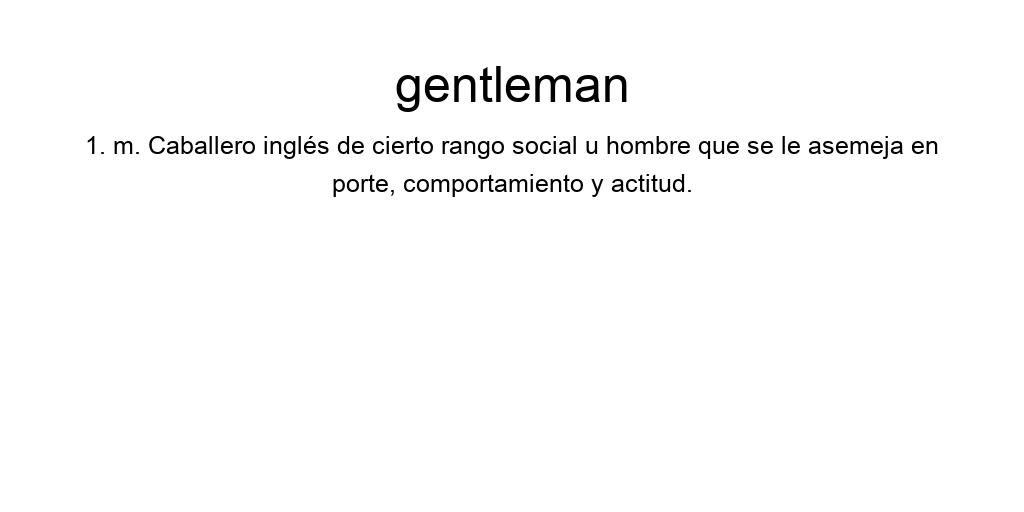 gentleman
1. m. Caballero inglés de cierto rango social u hombre que se le asemeja en
porte, comportamiento y actitud.